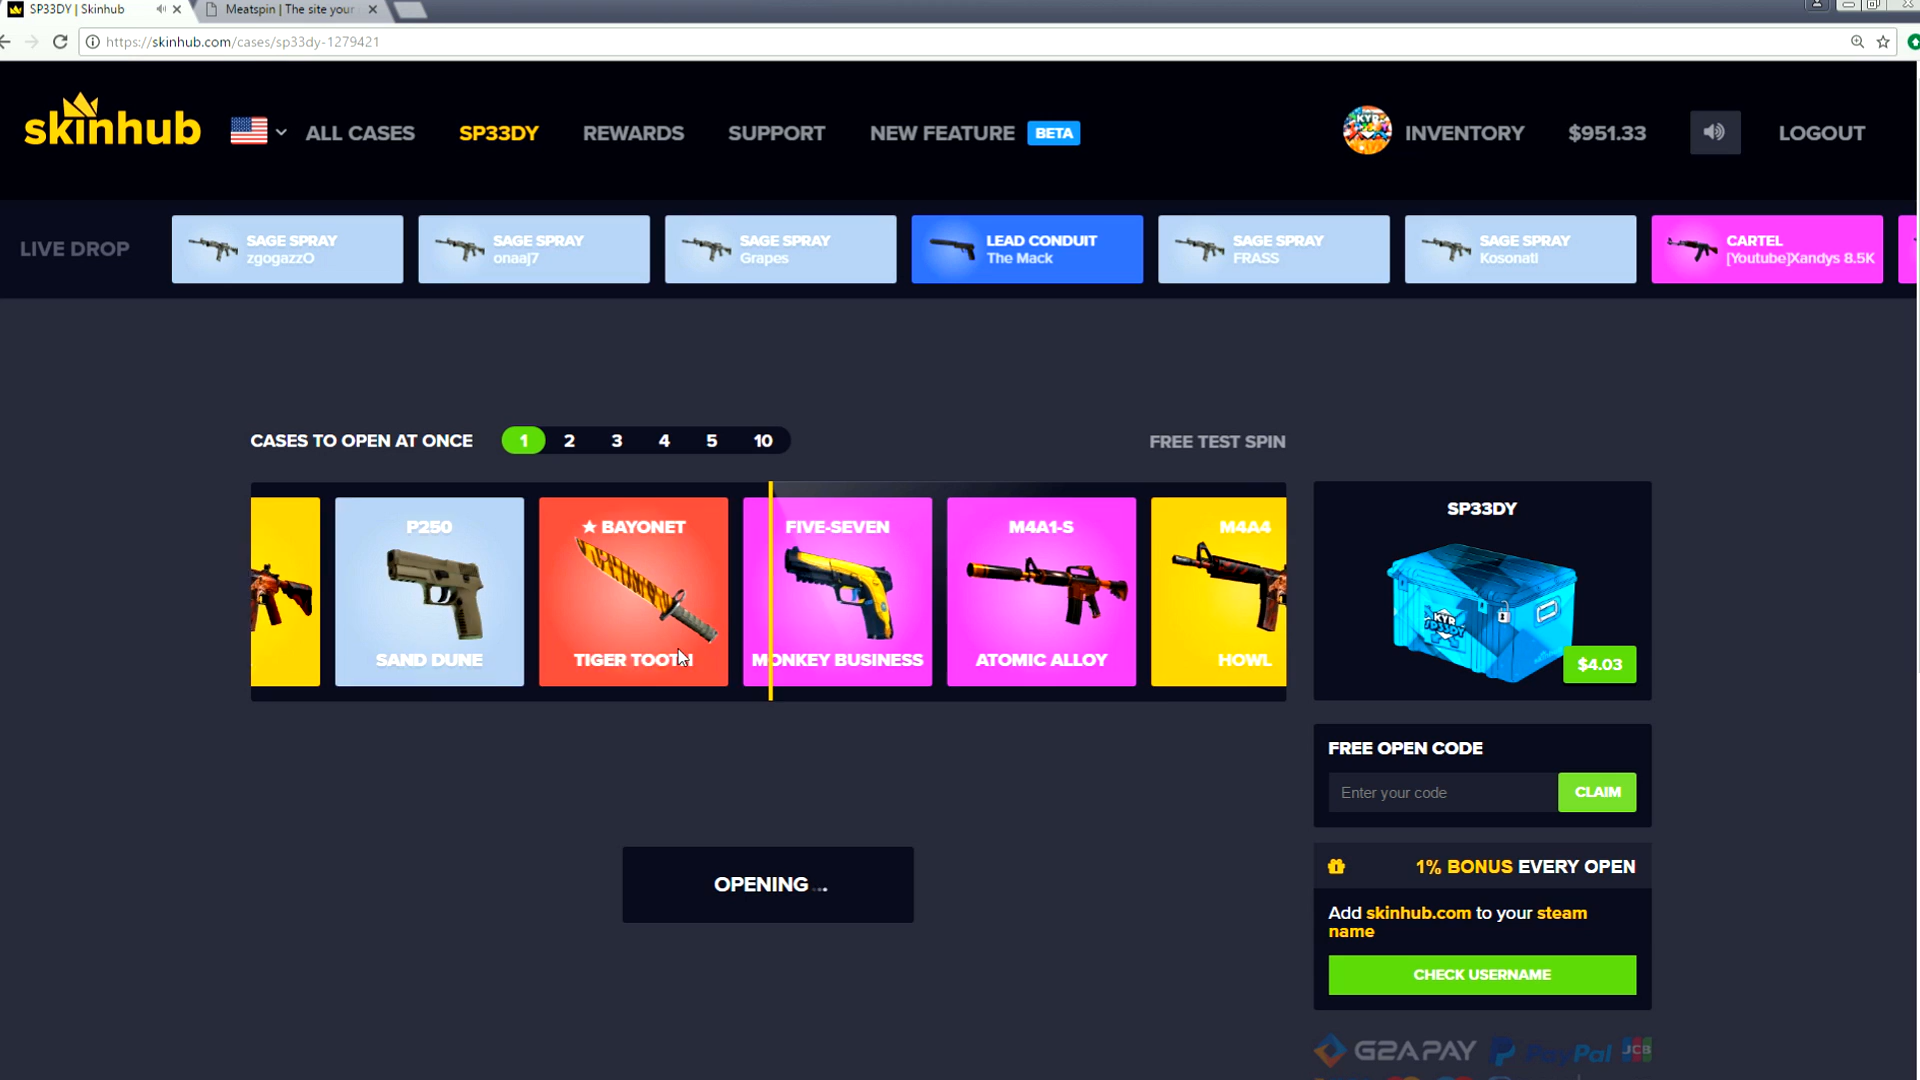 SP33DY | Skinhub
Meatspin | The site your
https://skinhub.com/cases/sp33dy-1279421
skinhub
ALL CASES
SP33DY
REWARDS
SUPPORT
NEW FEATURE BETA
INVENTORY
$951.33
LOGOUT
LIVE DROP
SAGE SPRAY
zgogazzO
SAGE SPRAY
onaaj7
SAGE SPRAY
Grapes
LEAD CONDUIT
The Mack
SAGE SPRAY
FRASS
SAGE SPRAY
Kosonati
CARTEL
[Youtube]Xandys 8.5K
CASES TO OPEN AT ONCE
1 2 3 4 5 10
FREE TEST SPIN
P250
SAND DUNE
★ BAYONET
TIGER TOOTH
FIVE-SEVEN
MONKEY BUSINESS
M4A1-S
ATOMIC ALLOY
M4A4
HOWL
SP33DY
KYR
SP33DY
$4.03
FREE OPEN CODE
Enter your code
CLAIM
1% BONUS EVERY OPEN
Add skinhub.com to your steam
name
CHECK USERNAME
OPENING ...
G2A PAY
PayPal
JCB